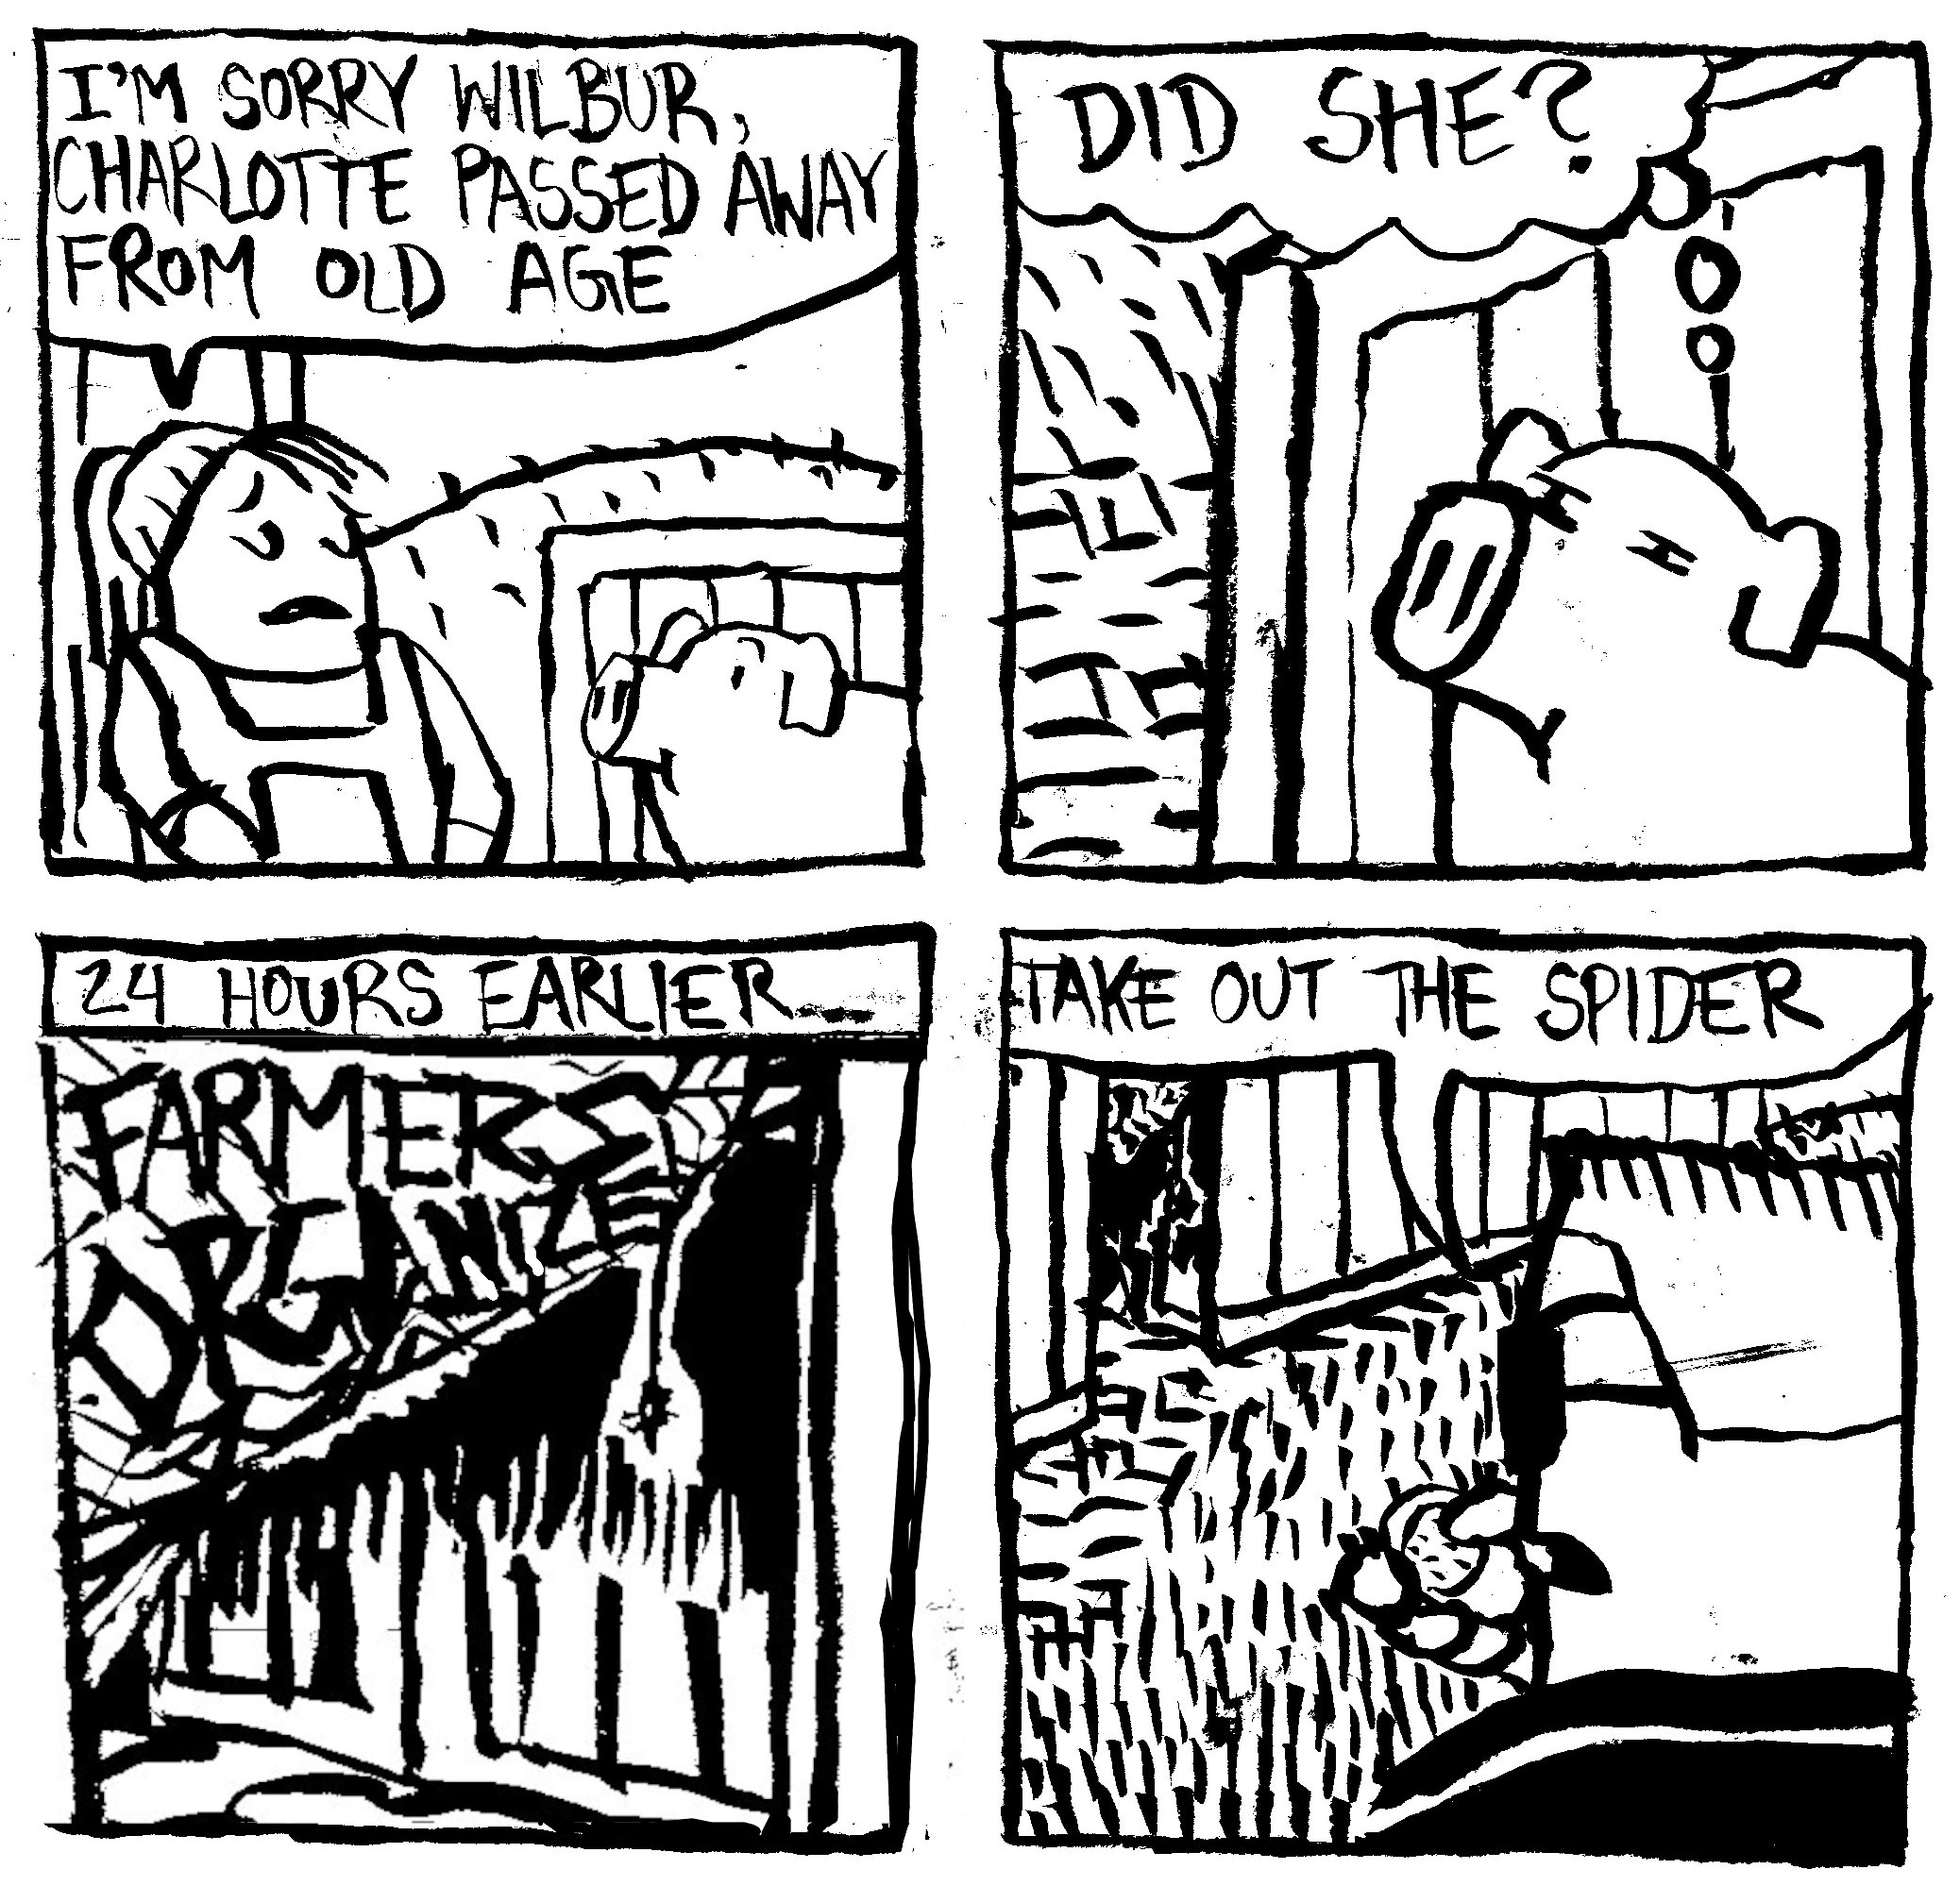 I'M SORRY WILBUR,
CHARLOTTE PASSED AWAY
FROM OLD AGE
DID SHE?
24 HOURS EARLIER
FARMERS
ORGANIZE
TAKE OUT THE SPIDER